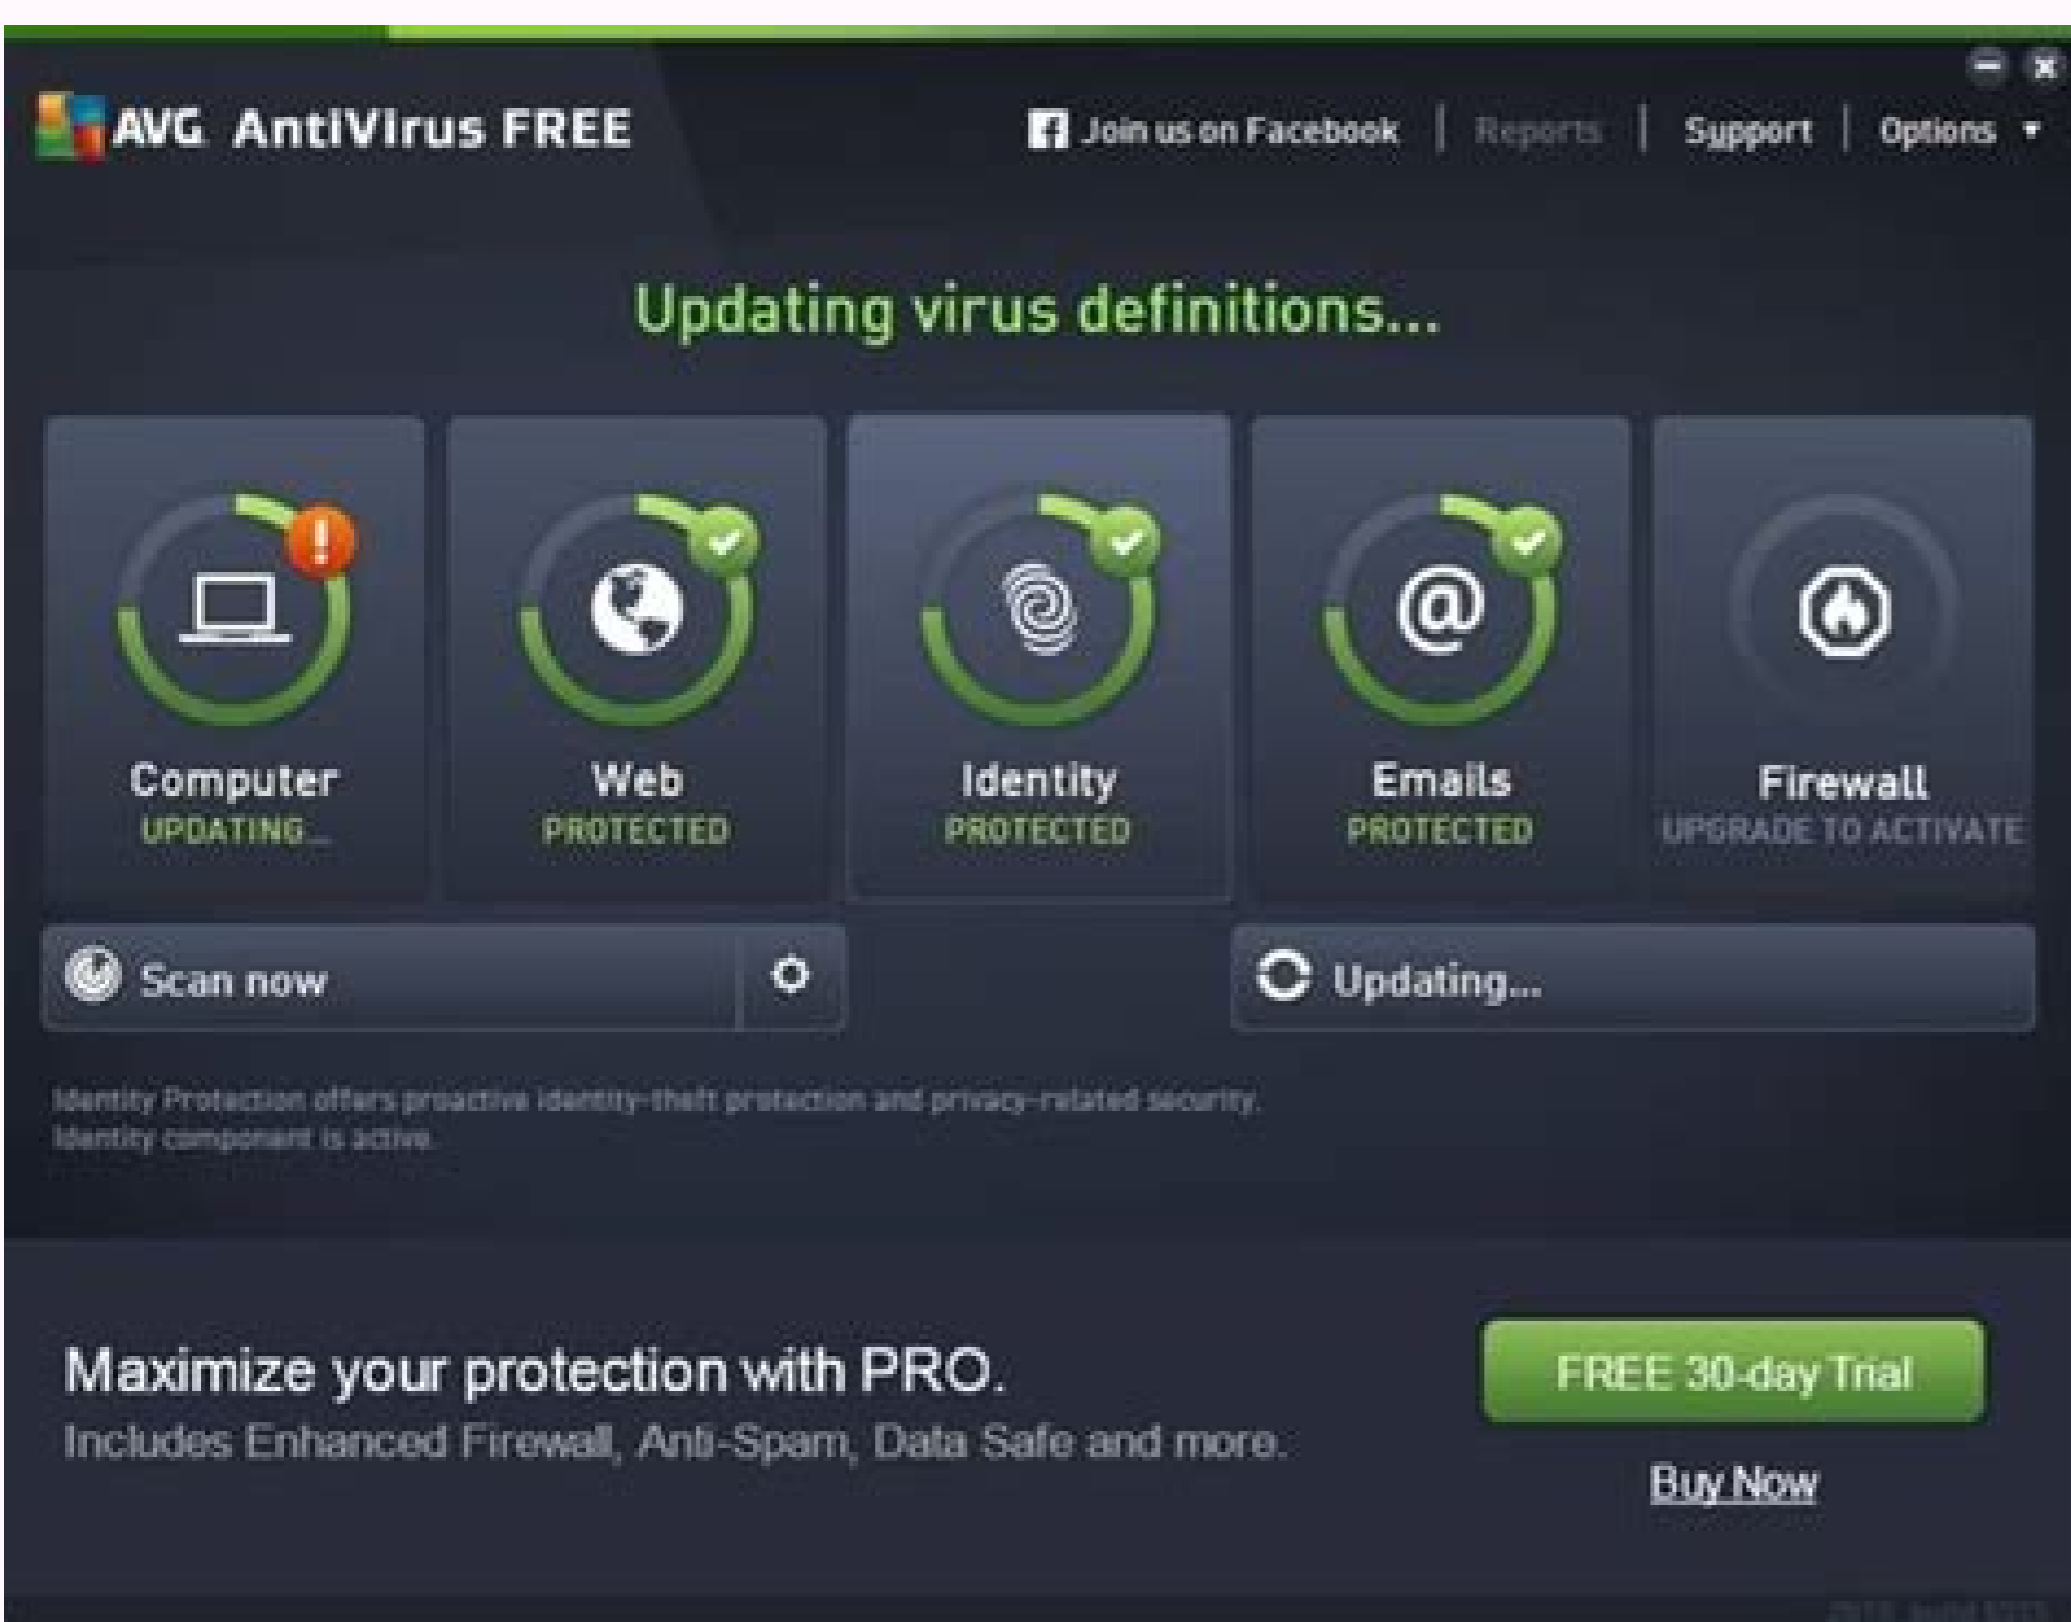 AVG AntiVirus FREE
Join us on Facebook | Reports | Support | Options
Updating virus definitions...
Computer
UPDATING...
Web
PROTECTED
Identity
PROTECTED
Emails
PROTECTED
Firewall
UPGRADE TO ACTIVATE
Scan now
Updating...
Identity Protection offers proactive identity-theft protection and privacy-related security.
Identity component is active.
Maximize your protection with PRO.
Includes Enhanced Firewall, Anti-Spam, Data Safe and more.
FREE 30-day Trial
Buy Now